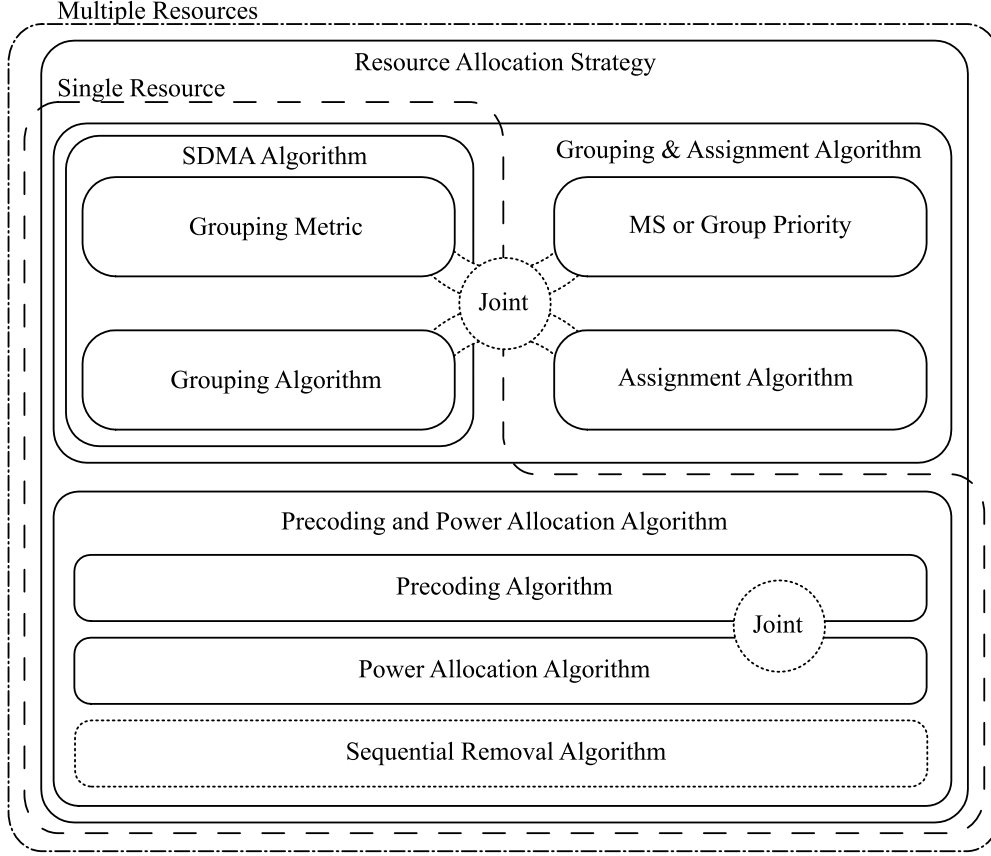 Multiple Resources
Resource Allocation Strategy
Single Resource
SDMA Algorithm
Grouping & Assignment Algorithm
Grouping Metric
MS or Group Priority
Joint
Grouping Algorithm
Assignment Algorithm
Precoding and Power Allocation Algorithm
Precoding Algorithm
Joint
Power Allocation Algorithm
Sequential Removal Algorithm